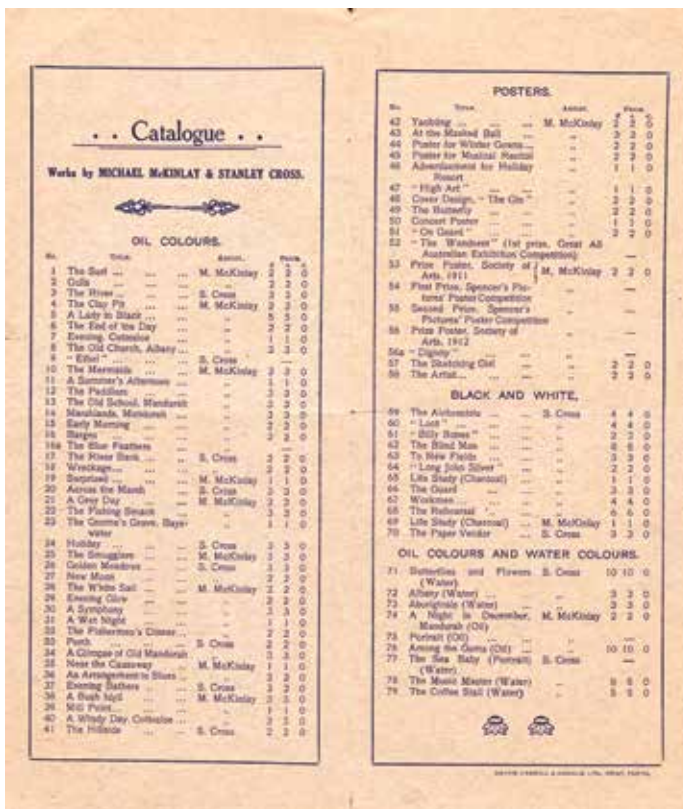 . . Catalogue . .
Works by MICHAEL McKINLAY & STANLEY CROSS.
OIL COLOURS.
No. TITLE. ARTIST. PRICE.
1 The Surf ... ... ... M. McKinlay 2 2 0
2 Gulls ... ... ... „ 2 2 0
3 The River ... ... ... S. Cross 3 3 0
4 The Clay Pit ... ... M. McKinlay 2 2 0
5 A Lady in Black ... ... „ 5 5 0
6 The End of the Day ... „ 2 2 0
7 Evening, Cottesloe ... „ 1 1 0
8 The Old Church, Albany ... „ 3 3 0
9 " Ethel " ... ... ... S. Cross —
10 The Mermaids ... ... M. McKinlay 3 3 0
11 A Summer's Afternoon ... „ 1 1 0
12 The Paddlers ... ... „ 3 3 0
13 The Old School, Mandurah „ 3 3 0
14 Marshlands, Mandurah ... „ 3 3 0
15 Early Morning ... ... „ 2 2 0
16 Barges ... ... ... „ 2 2 0
16a The Blue Feathers ... „ —
17 The River Bank ... ... S. Cross 2 2 0
18 Wreckage ... ... ... „ 2 2 0
19 Surprised ... ... ... M. McKinlay 1 1 0
20 Across the Marsh ... S. Cross 3 3 0
21 A Grey Day ... ... M. McKinlay 2 2 0
22 The Fishing Smack ... „ 3 3 0
23 The Gnome's Grave, Bays- „ 1 1 0
water
24 Holiday ... ... ... S. Cross 3 3 0
25 The Smugglers ... ... M. McKinlay 3 3 0
26 Golden Meadows ... ... S. Cross 3 3 0
27 New Moon ... ... „ 2 2 0
28 The White Sail ... ... M. McKinlay 2 2 0
29 Evening Glow ... ... „ 2 2 0
30 A Symphony ... ... „ 3 3 0
31 A Wet Night ... ... „ 1 1 0
32 The Fisherman's ... „ 2 2 0
33 Perth ... ... ... S. Cross 2 2 0
34 A Glimpse of Old Mandurah „ 3 3 0
35 Near the Causeway ... M. McKinlay 1 1 0
36 An Arrangement in Blues .. „ 3 3 0
37 Evening Bathers ... ... S. Cross 2 2 0
38 A Bush Idyll ... ... M. McKinlay 3 3 0
39 Mill Point ... ... ... „ 1 1 0
40 A Windy Day, Cottesloe ... „ 3 3 0
41 The Hillside ... ... S. Cross 2 2 0
POSTERS.
No. TITLE. ARTIST. PRICE.
42 Yachting ... ... ... M. McKinlay 2 2 0
43 At the Masked Ball ... „ 3 3 0
44 Poster for Winter Gowns ... „ 2 2 0
45 Poster for Musical Recital „ 2 2 0
46 Advertisement for Holiday „ 1 1 0
Resort
47 " High Art " ... ... „ 1 1 0
48 Cover Design, " The Gls " „ 2 2 0
49 The Butterfly ... ... „ 2 2 0
50 Concert Poster ... ... „ 1 1 0
51 " On Guard " ... ... „ 2 2 0
52 " The Wanderer " (1st prize, Great All —
Australian Exhibition Competition)
53 Prize Poster, Society of M. McKinlay 2 2 0
Arts, 1911
54 First Prize, Spencer's Pic- „ —
tures' Poster Competition
55 Second Prize, Spencer's „ —
Pictures' Poster Competition
56 Prize Poster, Society of „ —
Arts, 1912
56a " Dignity " ... ... „ —
57 The Sketching Girl ... „ 2 2 0
58 The Artist ... ... ... „ 2 2 0
BLACK AND WHITE.
59 The Alchemists ... ... S. Cross 4 4 0
60 " Loot " ... ... ... „ 4 4 0
61 " Billy Bones " ... ... „ 2 2 0
62 The Blind Man ... ... „ 6 6 0
63 To New Fields ... ... „ 3 3 0
64 " Long John Silver " ... „ 2 2 0
65 Life Study (Charcoal) ... „ 1 1 0
66 The Guard ... ... „ 3 3 0
67 Workmen ... ... ... „ 4 4 0
68 The Rehearsal ... ... „ 6 6 0
69 Life Study (Charcoal) ... M. McKinlay 1 1 0
70 The Paper Vendor ... S. Cross 3 3 0
OIL COLOURS AND WATER COLOURS.
71 Butterflies and Flowers S. Cross 10 10 0
(Water)
72 Albany (Water) ... ... „ 3 3 0
73 Aboriginals (Water) ... „ 3 3 0
74 A Night in December, M. McKinlay 2 2 0
Mandurah (Oil)
75 Portrait (Oil) ... ... „ —
76 Among the Gums (Oil) ... „ 10 10 0
77 The Sea Baby (Portrait) S. Cross —
(Water)
78 The Music Master (Water) „ 6 6 0
79 The Coffee Stall (Water) „ 5 5 0